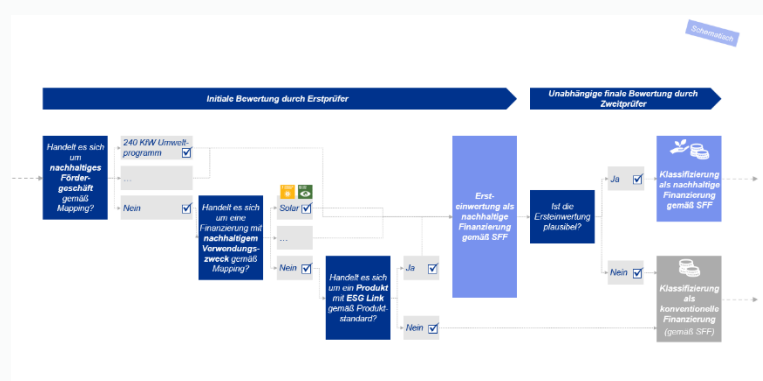 Schematisch
Initiale Bewertung durch Erstprüfer
Unabhängige finale Bewertung durch
Zweitprüfer
Handelt es sich
um
nachhaltiges
Förder-
geschäft
gemäß
Mapping?
240 KfW Umwelt-
programm
...
Nein
Handelt es sich
um eine
Finanzierung mit
nachhaltigem
Verwendungs-
zweck gemäß
Mapping?
Solar
...
Nein
Handelt es sich
um ein Produkt
mit ESG Link
gemäß Produkt-
standard?
Ja
Nein
Erst-
einwertung als
nachhaltige
Finanzierung
gemäß SFF
Ist die
Ersteinwertung
plausibel?
Ja
Nein
Klassifizierung
als nachhaltige
Finanzierung
gemäß SFF
Klassifizierung
als
konventionelle
Finanzierung
(gemäß SFF)